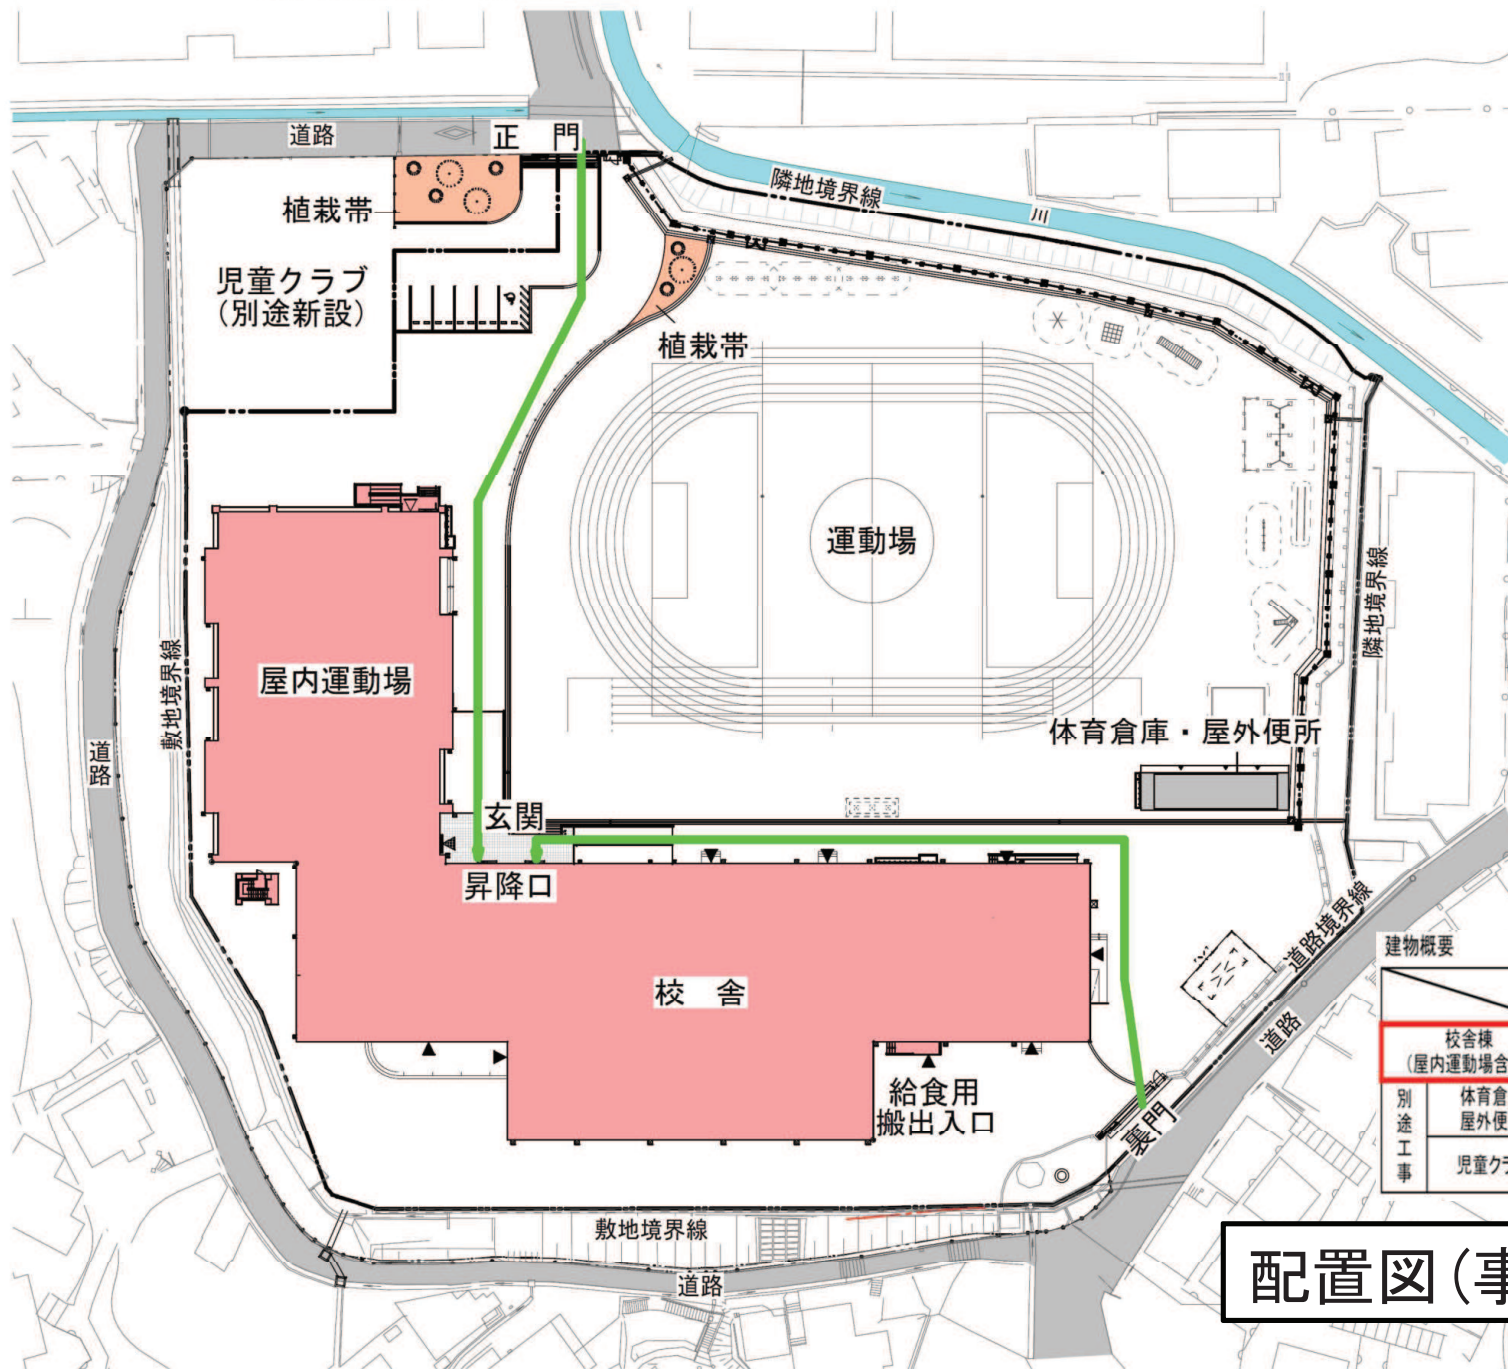 道路
正 門
隣地境界線
川
植栽帯
児童クラブ
(別途新設)
植栽帯
運動場
隣地境界線
屋内運動場
敷地境界線
道路
体育倉庫・屋外便所
玄関
昇降口
校 舎
道路境界線
道路
給食用
搬出入口
裏門
敷地境界線
道路
建物概要
校舎棟
(屋内運動場含
別途工事
体育倉
屋外便
児童クラ
配置図(事